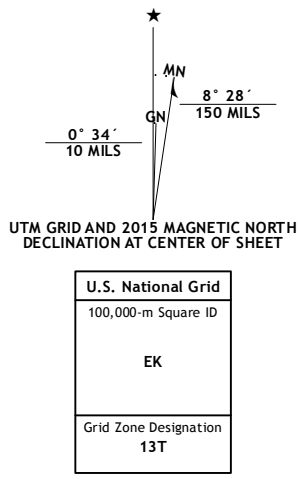 ★
MN
GN
8° 28´
150 MILS
0° 34´
10 MILS
UTM GRID AND 2015 MAGNETIC NORTH
DECLINATION AT CENTER OF SHEET
U.S. National Grid
100,000-m Square ID
EK
Grid Zone Designation
13T